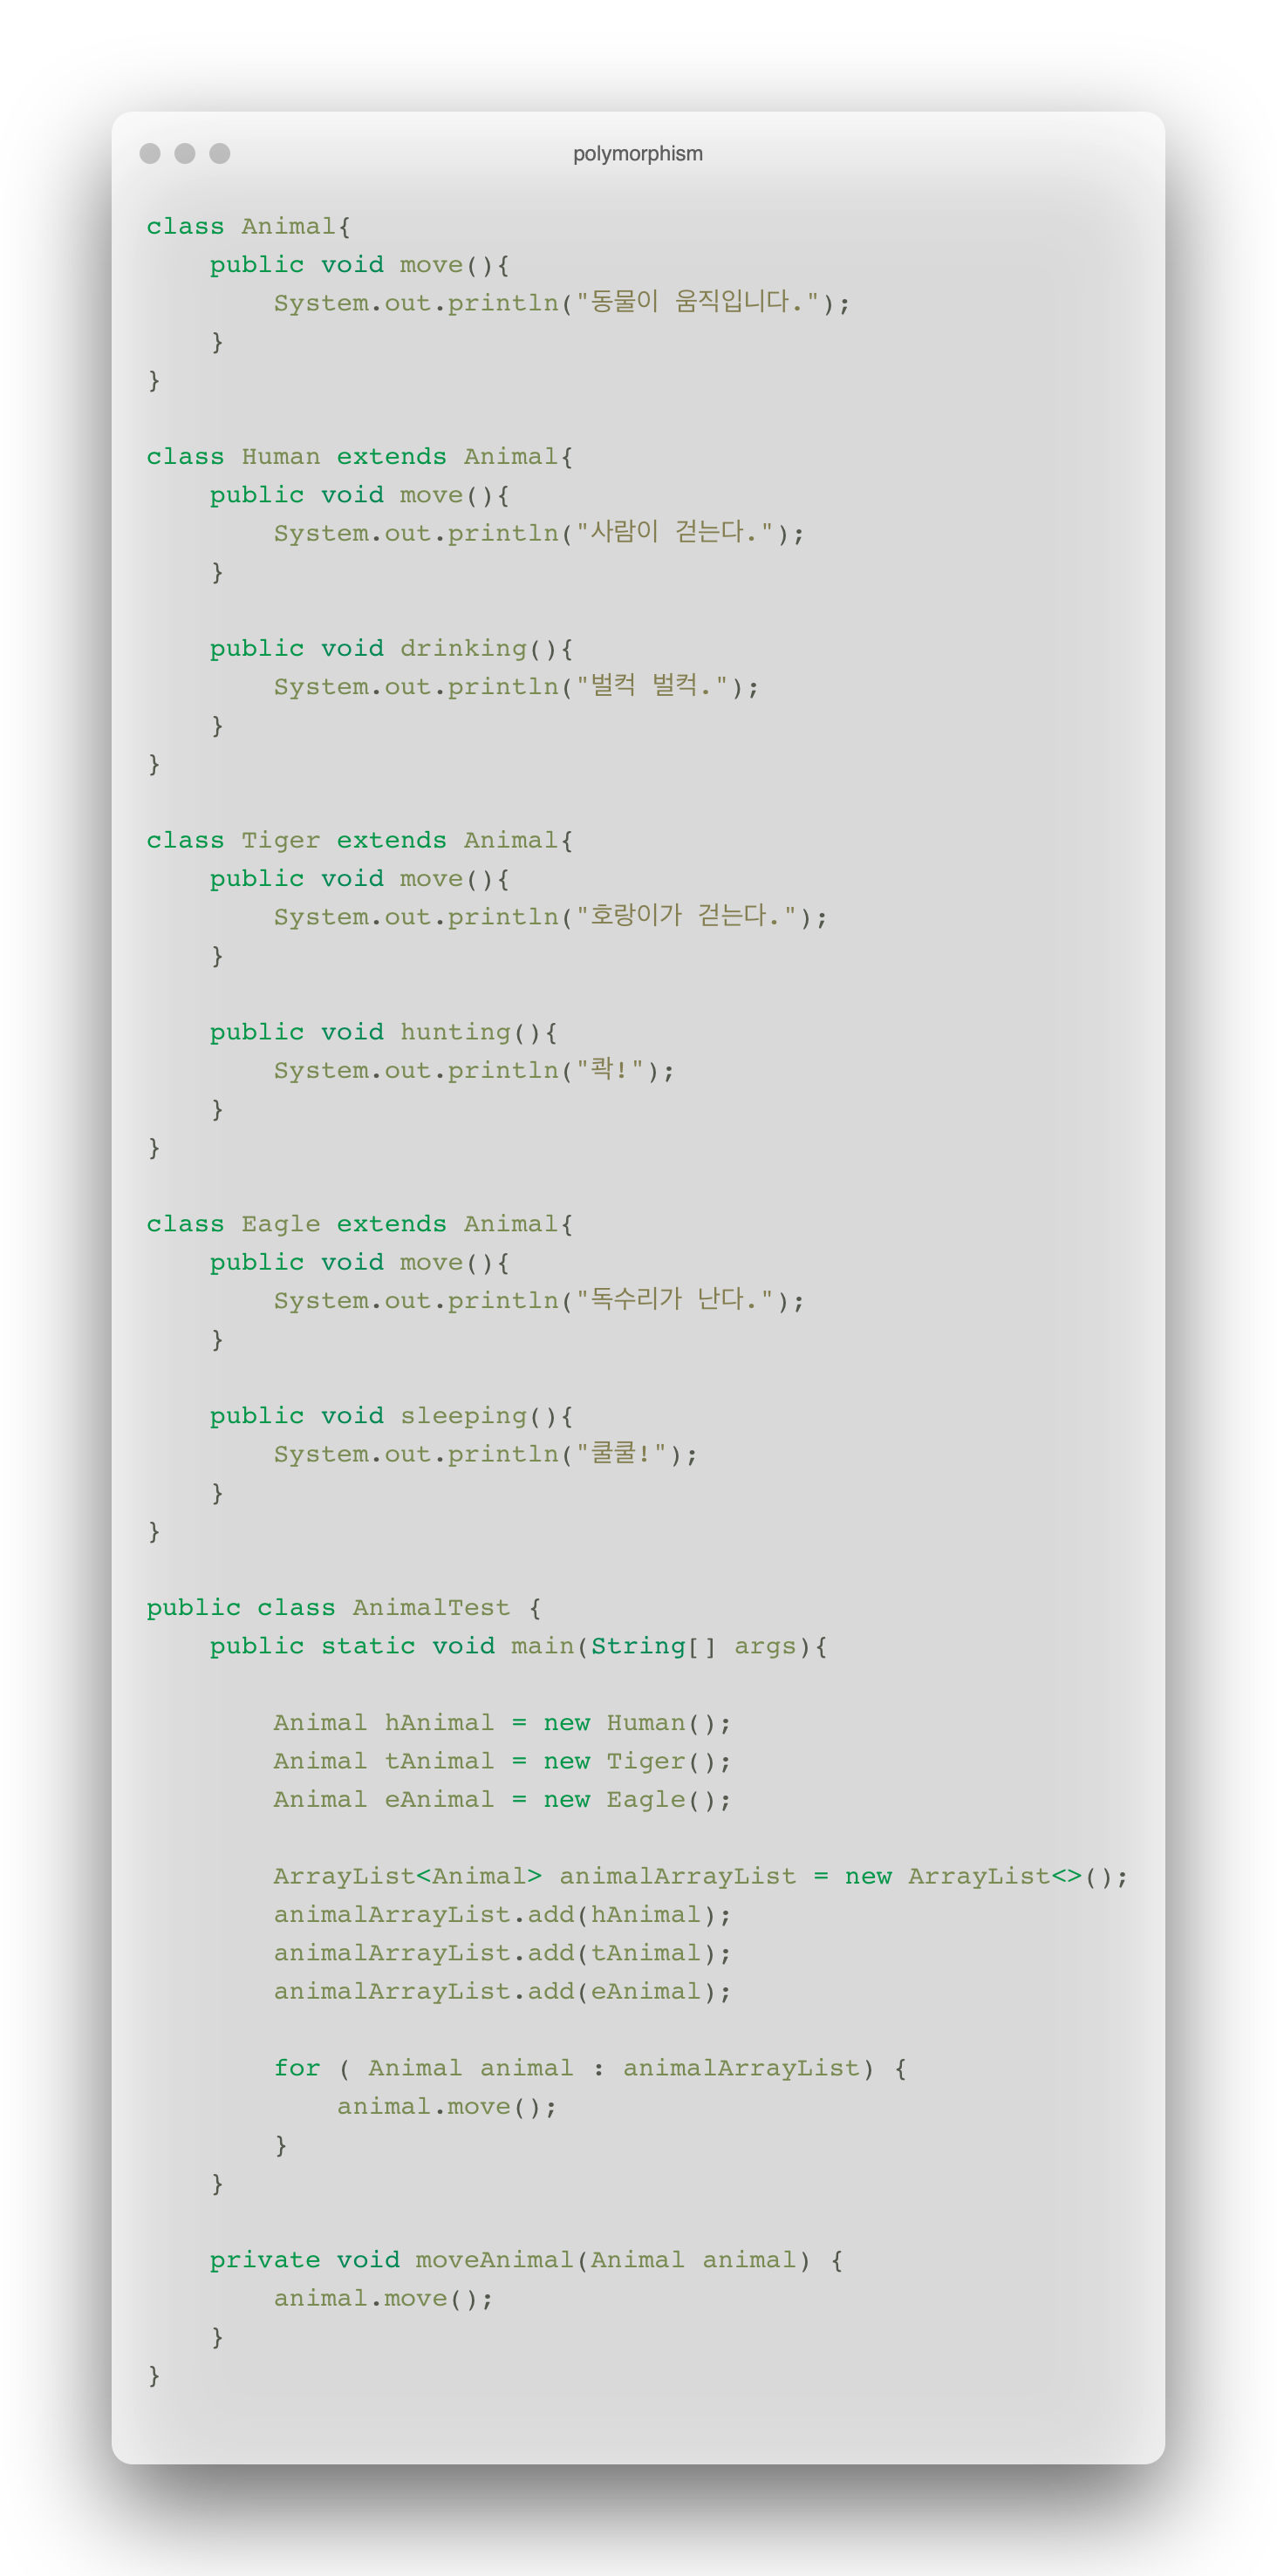 polymorphism
class Animal{
    public void move(){
        System.out.println("동물이 움직입니다.");
    }
}

class Human extends Animal{
    public void move(){
        System.out.println("사람이 걷는다.");
    }

    public void drinking(){
        System.out.println("벌컥 벌컥.");
    }
}

class Tiger extends Animal{
    public void move(){
        System.out.println("호랑이가 걷는다.");
    }

    public void hunting(){
        System.out.println("콱!");
    }
}

class Eagle extends Animal{
    public void move(){
        System.out.println("독수리가 난다.");
    }

    public void sleeping(){
        System.out.println("쿨쿨!");
    }
}

public class AnimalTest {
    public static void main(String[] args){

        Animal hAnimal = new Human();
        Animal tAnimal = new Tiger();
        Animal eAnimal = new Eagle();

        ArrayList<Animal> animalArrayList = new ArrayList<>();
        animalArrayList.add(hAnimal);
        animalArrayList.add(tAnimal);
        animalArrayList.add(eAnimal);

        for ( Animal animal : animalArrayList) {
            animal.move();
        }
    }

    private void moveAnimal(Animal animal) {
        animal.move();
    }
}